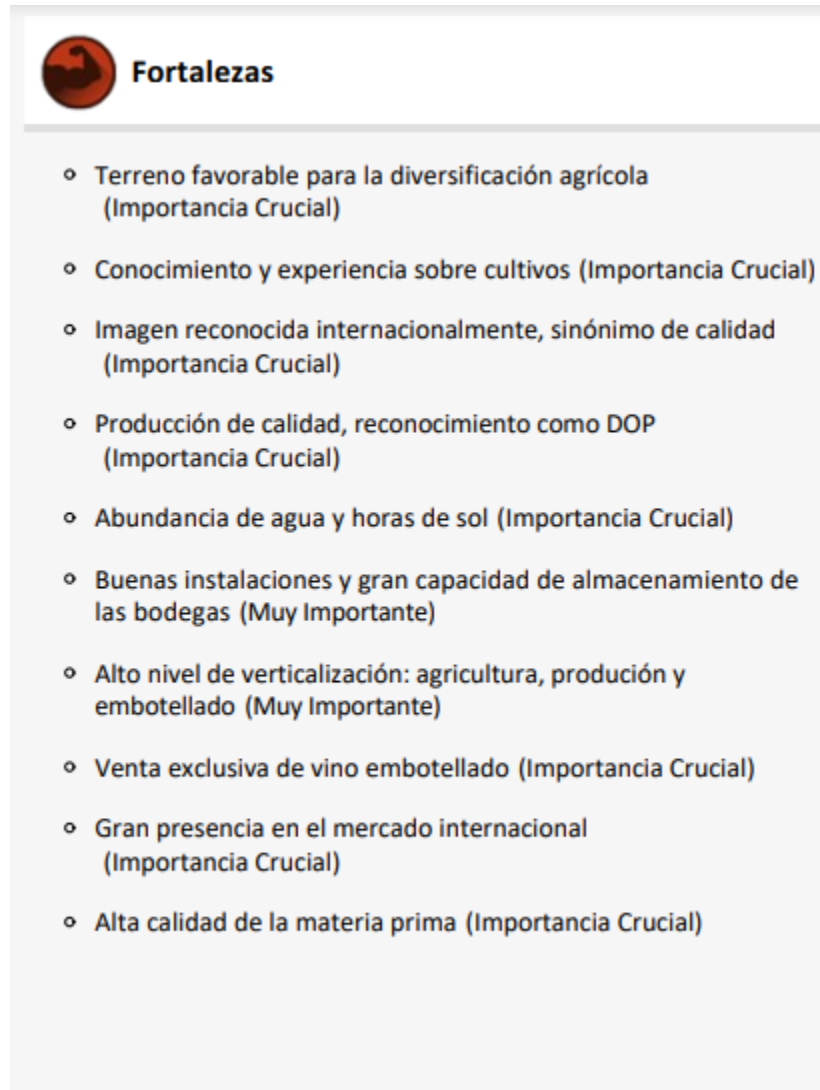 Fortalezas
Terreno favorable para la diversificación agrícola
(Importancia Crucial)
Conocimiento y experiencia sobre cultivos (Importancia Crucial)
Imagen reconocida internacionalmente, sinónimo de calidad
(Importancia Crucial)
Producción de calidad, reconocimiento como DOP
(Importancia Crucial)
Abundancia de agua y horas de sol (Importancia Crucial)
Buenas instalaciones y gran capacidad de almacenamiento de
las bodegas (Muy Importante)
Alto nivel de verticalización: agricultura, produción y
embotellado (Muy Importante)
Venta exclusiva de vino embotellado (Importancia Crucial)
Gran presencia en el mercado internacional
(Importancia Crucial)
Alta calidad de la materia prima (Importancia Crucial)